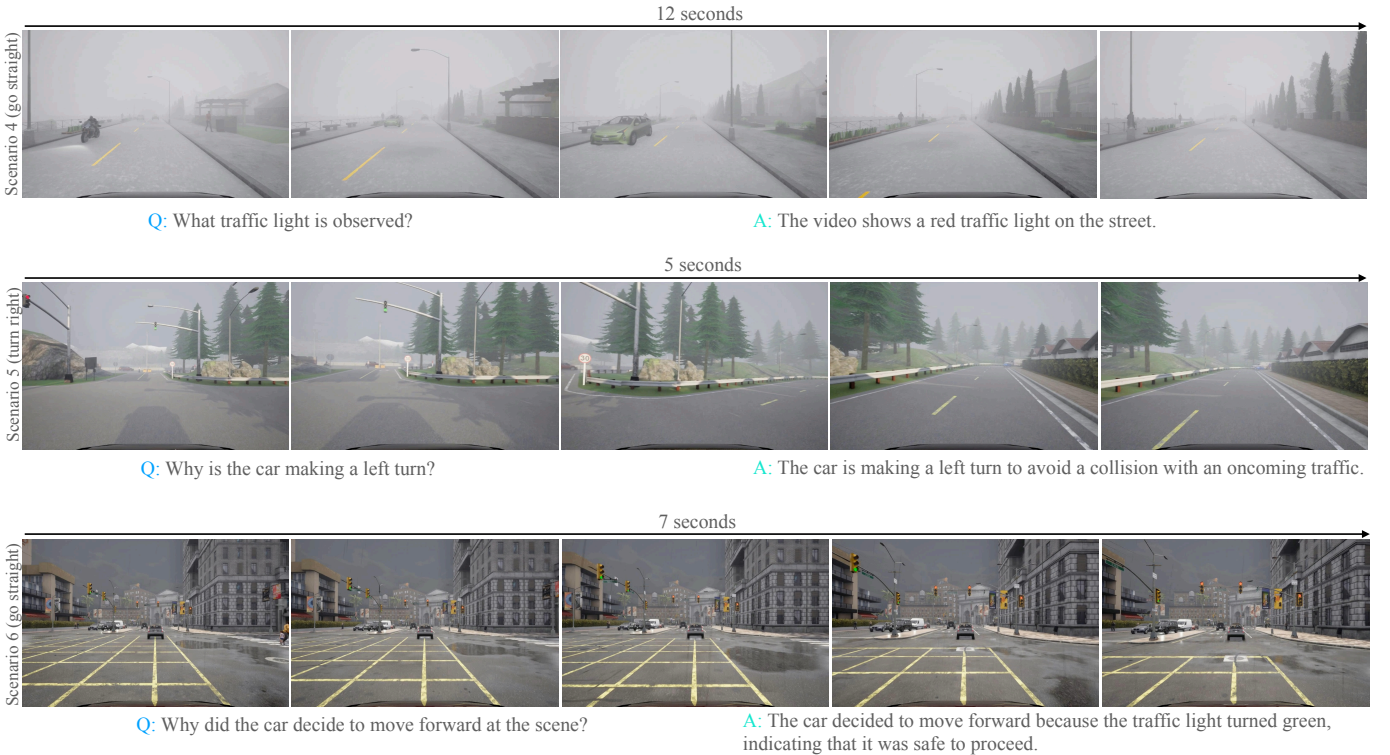 12 seconds
Scenario 4 (go straight)
Q: What traffic light is observed?
A: The video shows a red traffic light on the street.
5 seconds
Scenario 5 (turn right)
30
Q: Why is the car making a left turn?
A: The car is making a left turn to avoid a collision with an oncoming traffic.
7 seconds
Scenario 6 (go straight)
Q: Why did the car decide to move forward at the scene?
A: The car decided to move forward because the traffic light turned green,
indicating that it was safe to proceed.